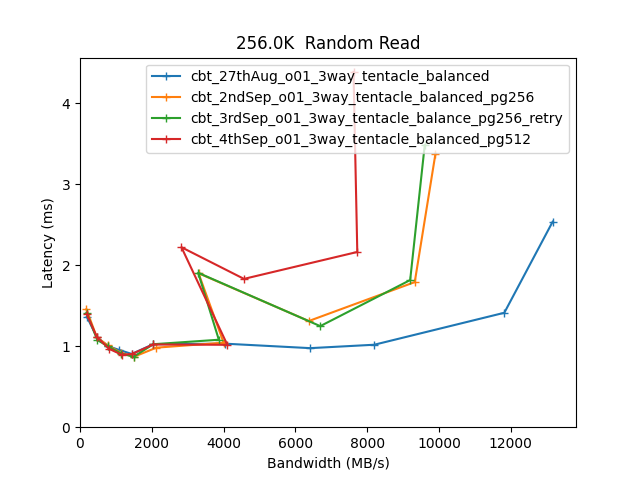 256.0K  Random Read
cbt_27thAug_o01_3way_tentacle_balanced
cbt_2ndSep_o01_3way_tentacle_balanced_pg256
cbt_3rdSep_o01_3way_tentacle_balance_pg256_retry
cbt_4thSep_o01_3way_tentacle_balanced_pg512
4
3
2
1
0
Latency (ms)
0 2000 4000 6000 8000 10000 12000
Bandwidth (MB/s)